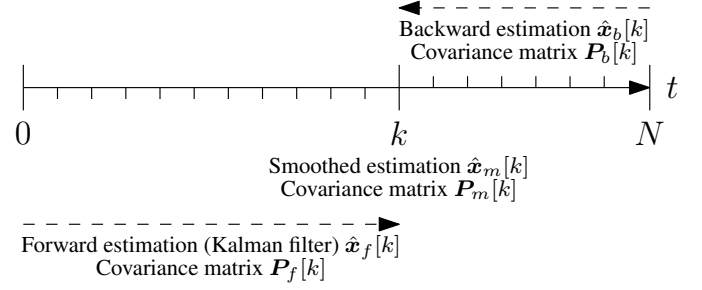 Backward estimation x̂_b[k]
Covariance matrix P_b[k]
t
0 k N
Smoothed estimation x̂_m[k]
Covariance matrix P_m[k]
Forward estimation (Kalman filter) x̂_f[k]
Covariance matrix P_f[k]